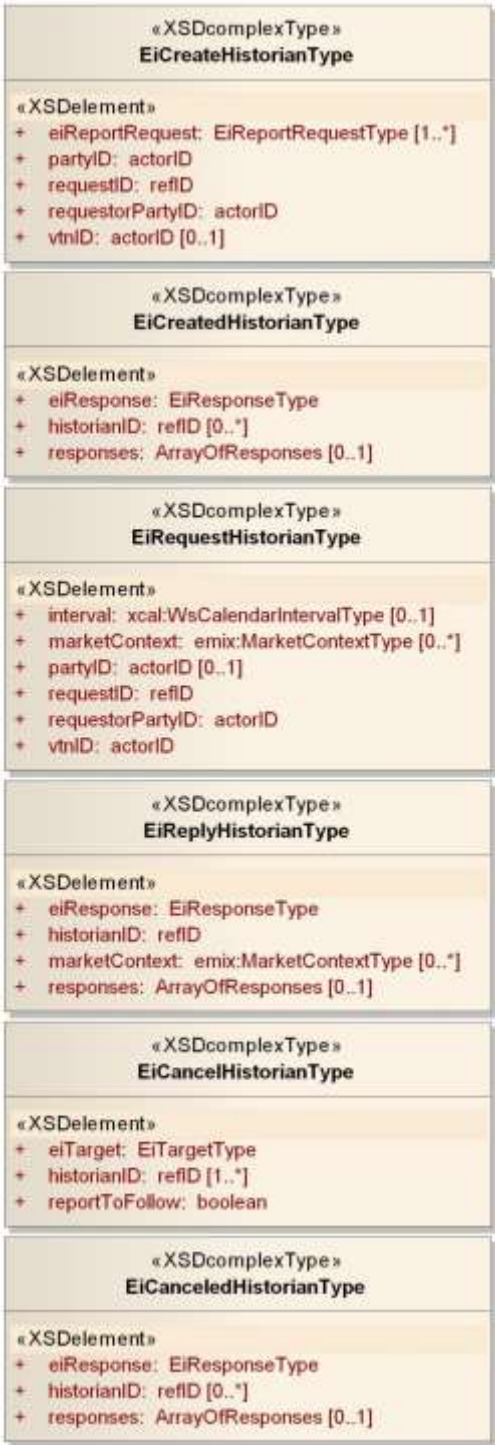 «XSDcomplexType»
EiCreateHistorianType
«XSDelement»
+ eiReportRequest: EiReportRequestType [1..*]
+ partyID: actorID
+ requestID: refID
+ requestorPartyID: actorID
+ vtnID: actorID [0..1]
«XSDcomplexType»
EiCreatedHistorianType
«XSDelement»
+ eiResponse: EiResponseType
+ historianID: refID [0..*]
+ responses: ArrayOfResponses [0..1]
«XSDcomplexType»
EiRequestHistorianType
«XSDelement»
+ interval: xcal:WsCalendarIntervalType [0..1]
+ marketContext: emix:MarketContextType [0..*]
+ partyID: actorID [0..1]
+ requestID: refID
+ requestorPartyID: actorID
+ vtnID: actorID
«XSDcomplexType»
EiReplyHistorianType
«XSDelement»
+ eiResponse: EiResponseType
+ historianID: refID
+ marketContext: emix:MarketContextType [0..*]
+ responses: ArrayOfResponses [0..1]
«XSDcomplexType»
EiCancelHistorianType
«XSDelement»
+ eiTarget: EiTargetType
+ historianID: refID [1..*]
+ reportToFollow: boolean
«XSDcomplexType»
EiCanceledHistorianType
«XSDelement»
+ eiResponse: EiResponseType
+ historianID: refID [0..*]
+ responses: ArrayOfResponses [0..1]